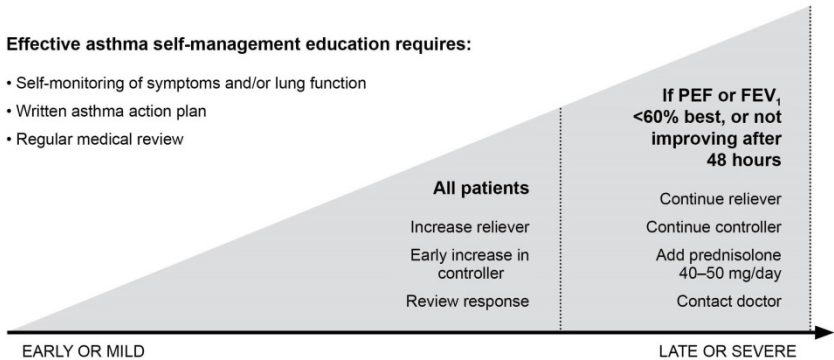 Effective asthma self-management education requires:
• Self-monitoring of symptoms and/or lung function
• Written asthma action plan
• Regular medical review
All patients
Increase reliever
Early increase in
controller
Review response
If PEF or FEV₁
<60% best, or not
improving after
48 hours
Continue reliever
Continue controller
Add prednisolone
40–50 mg/day
Contact doctor
EARLY OR MILD
LATE OR SEVERE